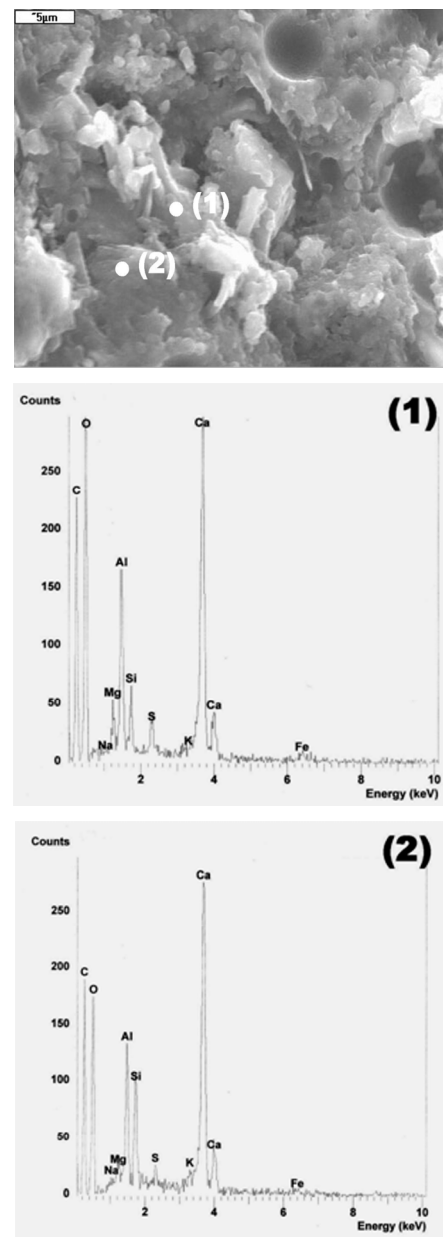 5µm
(1)
(2)
Counts
(1)
O
Ca
250
C
200
Al
150
100
Si
Mg
50
S
Ca
Na
K
Fe
0
2
4
6
8
10
Energy (keV)
Counts
(2)
Ca
250
C
200
O
150
Al
100
Si
50
Mg
S
K
Ca
Na
Fe
0
2
4
6
8
10
Energy (keV)